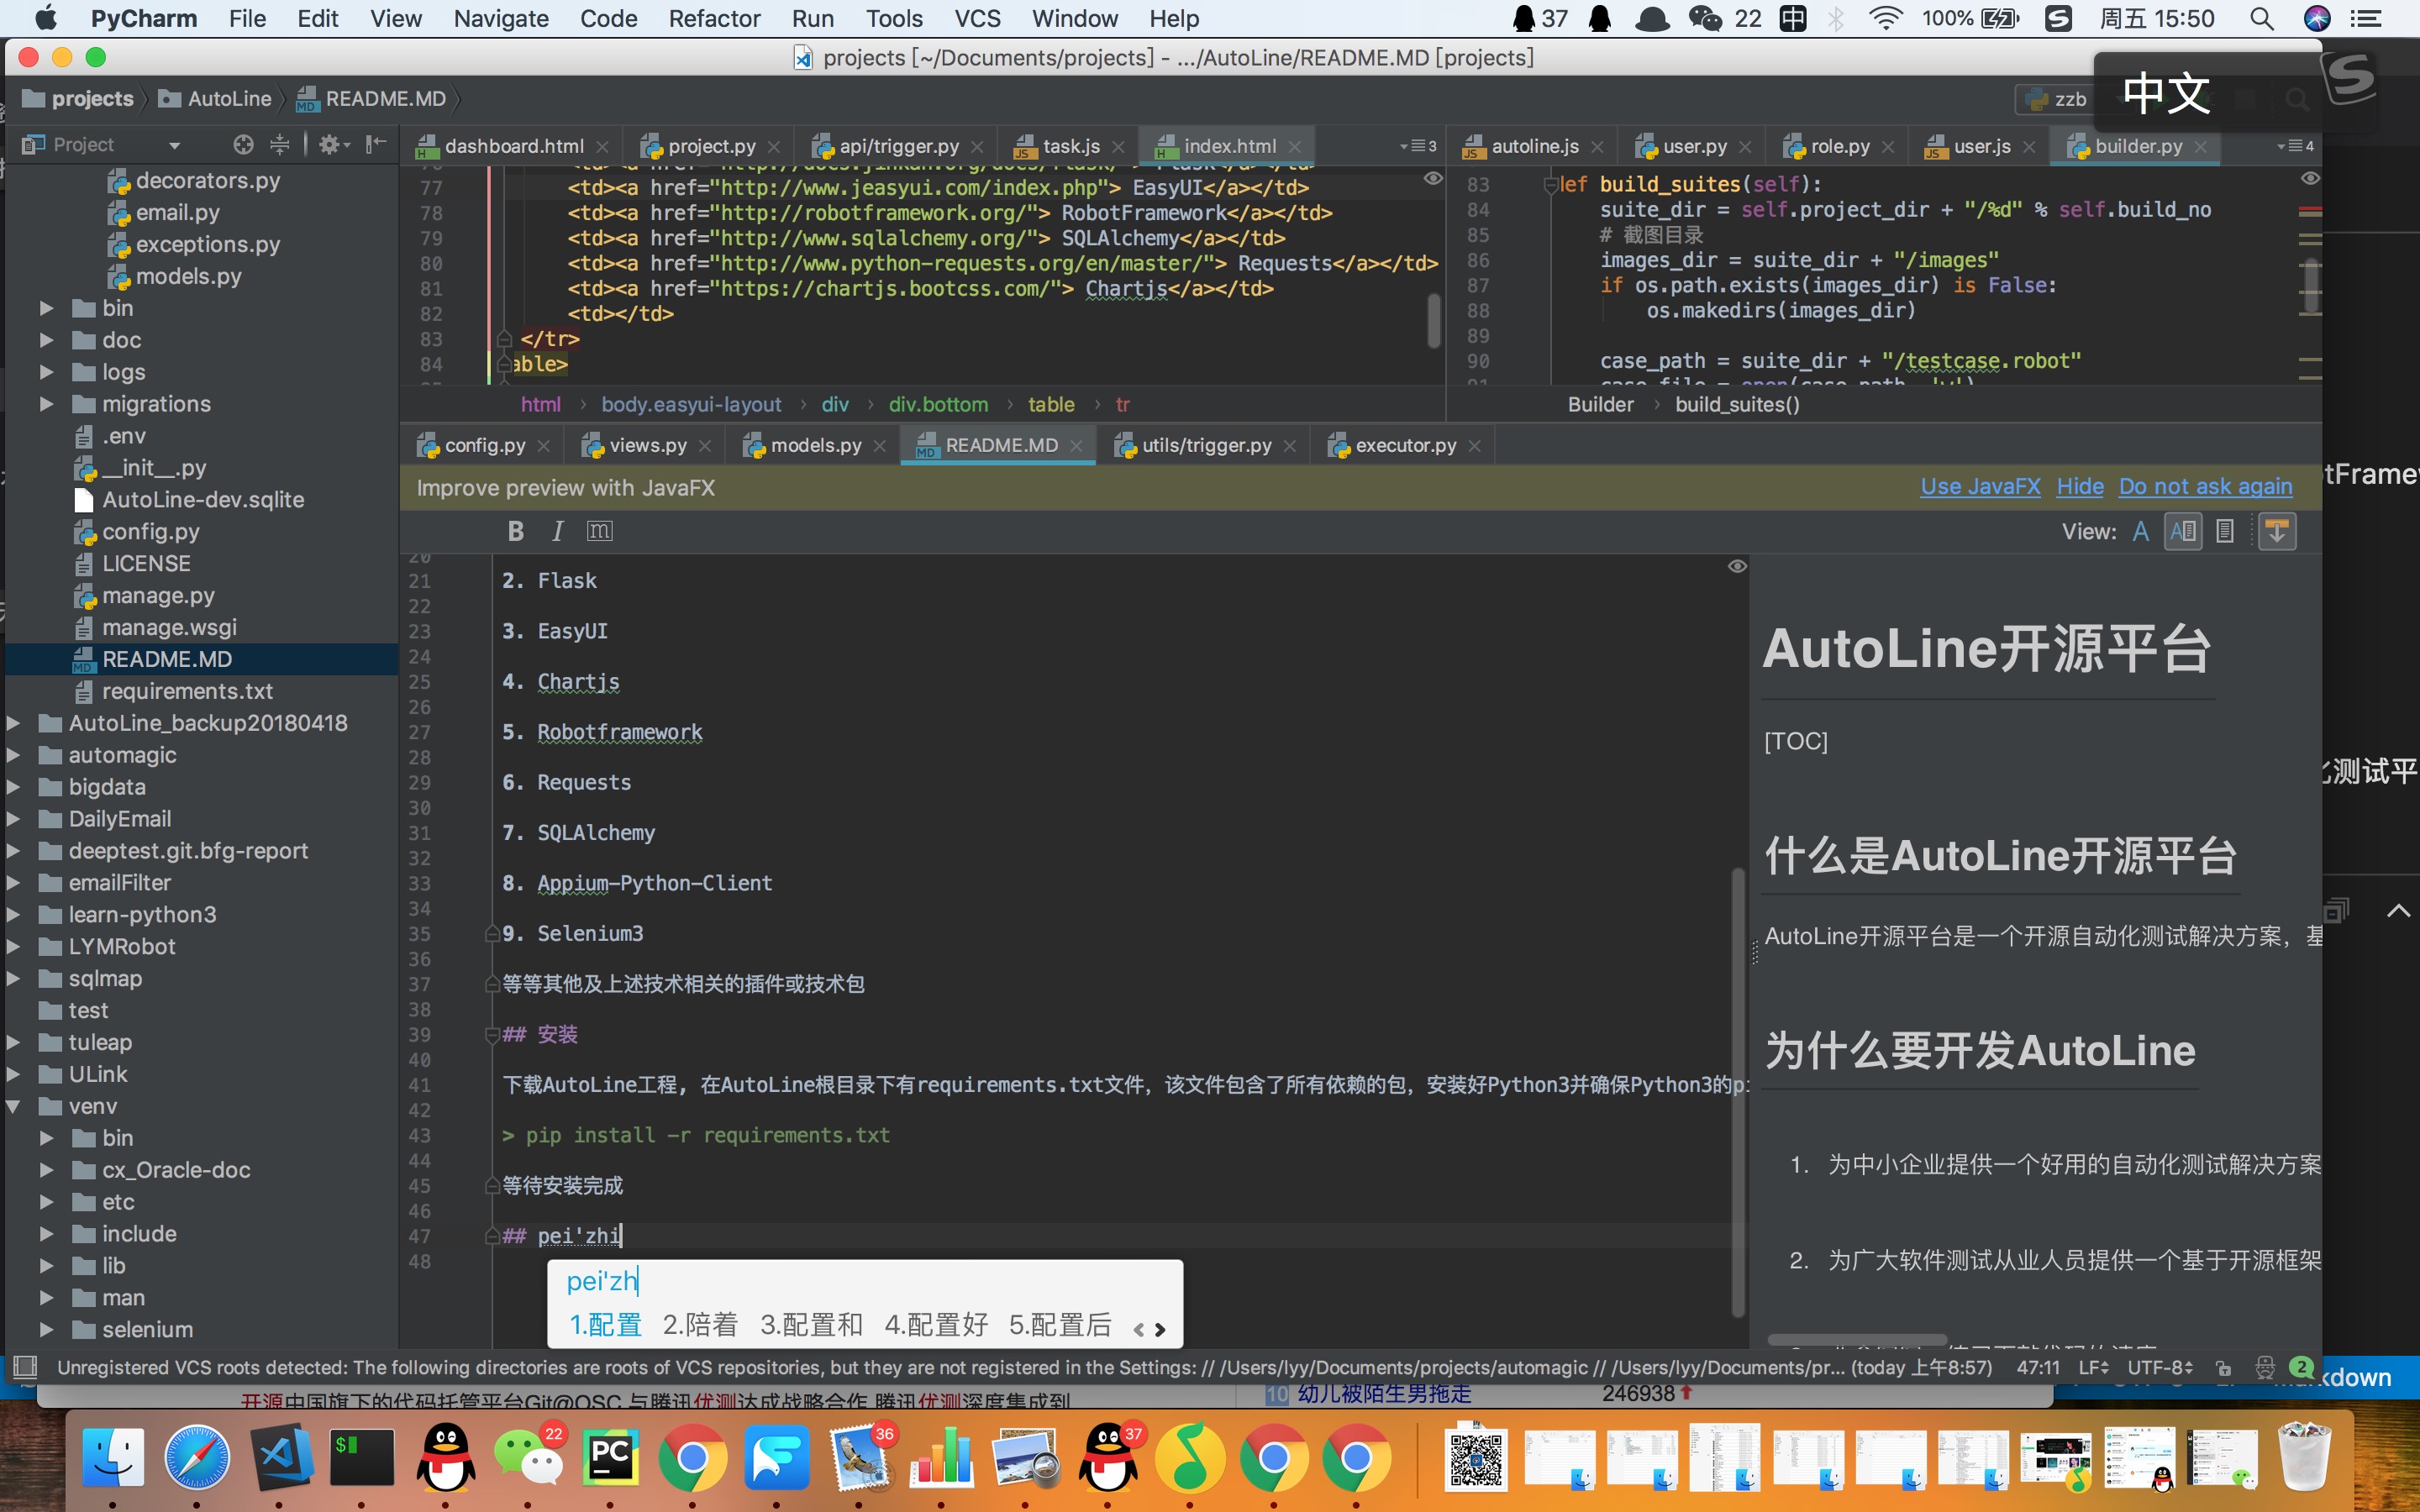 PyCharm File Edit View Navigate Code Refactor Run Tools VCS Window Help 37 22 中 100% 周五 15:50
projects [~/Documents/projects] - .../AutoLine/README.MD [projects]
projects AutoLine README.MD
zzb 中文
Project
dashboard.html project.py api/trigger.py task.js index.html 3
autoline.js user.py role.py user.js builder.py 4
decorators.py
email.py
exceptions.py
models.py
bin
doc
logs
migrations
.env
__init__.py
AutoLine-dev.sqlite
config.py
LICENSE
manage.py
manage.wsgi
README.MD
requirements.txt
AutoLine_backup20180418
automagic
bigdata
DailyEmail
deeptest.git.bfg-report
emailFilter
learn-python3
LYMRobot
sqlmap
test
tuleap
ULink
venv
bin
cx_Oracle-doc
etc
include
lib
man
selenium
77 <td><a href="http://www.jeasyui.com/index.php"> EasyUI</a></td>
78 <td><a href="http://robotframework.org/"> RobotFramework</a></td>
79 <td><a href="http://www.sqlalchemy.org/"> SQLAlchemy</a></td>
80 <td><a href="http://www.python-requests.org/en/master/"> Requests</a></td>
81 <td><a href="https://chartjs.bootcss.com/"> Chartjs</a></td>
82 <td></td>
83 </tr>
84 able>
html body.easyui-layout div div.bottom table tr
83 def build_suites(self):
84 suite_dir = self.project_dir + "/%d" % self.build_no
85 # 截图目录
86 images_dir = suite_dir + "/images"
87 if os.path.exists(images_dir) is False:
88 os.makedirs(images_dir)
89
90 case_path = suite_dir + "/testcase.robot"
Builder build_suites()
config.py views.py models.py README.MD utils/trigger.py executor.py
Improve preview with JavaFX Use JavaFX Hide Do not ask again
B I m View: A
20
21 2. Flask
22
23 3. EasyUI
24
25 4. Chartjs
26
27 5. Robotframework
28
29 6. Requests
30
31 7. SQLAlchemy
32
33 8. Appium-Python-Client
34
35 9. Selenium3
36
37 等等其他及上述技术相关的插件或技术包
38
39 ## 安装
40
41 下载AutoLine工程, 在AutoLine根目录下有requirements.txt文件, 该文件包含了所有依赖的包, 安装好Python3并确保Python3的pi
42
43 > pip install -r requirements.txt
44
45 等待安装完成
46
47 ## pei'zhi
48
pei'zh
1.配置 2.陪着 3.配置和 4.配置好 5.配置后
AutoLine开源平台
[TOC]
什么是AutoLine开源平台
AutoLine开源平台是一个开源自动化测试解决方案, 基
为什么要开发AutoLine
1. 为中小企业提供一个好用的自动化测试解决方案
2. 为广大软件测试从业人员提供一个基于开源框架
tFramew
测试平
Unregistered VCS roots detected: The following directories are roots of VCS repositories, but they are not registered in the Settings: // /Users/lyy/Documents/projects/automagic // /Users/lyy/Documents/pr... (today 上午8:57) 47:11 LF UTF-8 2
kdown
开源中国旗下的代码托管平台Git@OSC 与腾讯优测达成战略合作 腾讯优测深度集成到
10 幼儿被陌生男拖走 246938
$ 22 PC 36 37